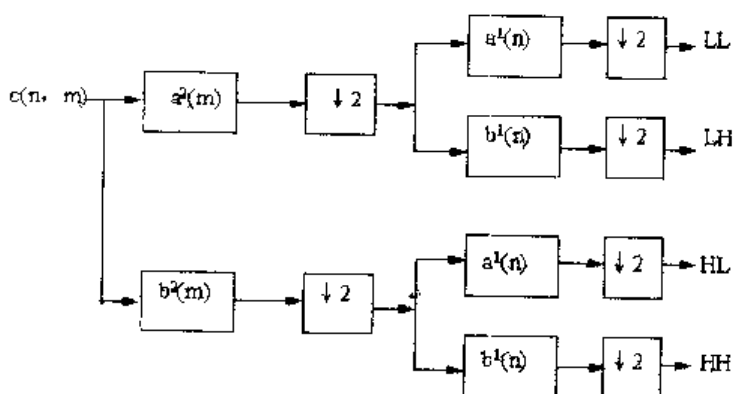 a¹(n) ↓ 2 LL
c(n, m) a²(m) ↓ 2
b¹(n) ↓ 2 LH
a¹(n) ↓ 2 HL
b²(m) ↓ 2
b¹(n) ↓ 2 HH